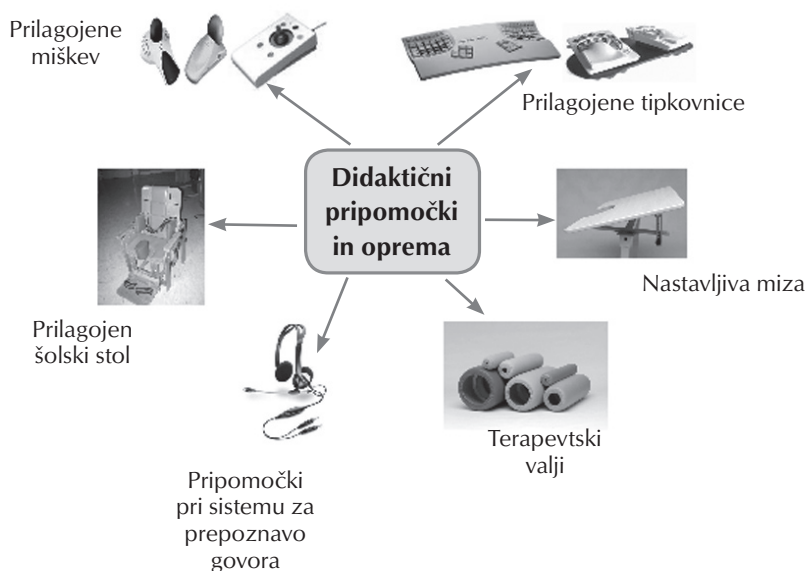 Prilagojene
miškev
Prilagojene tipkovnice
Didaktični
pripomočki
in oprema
Nastavljiva miza
Prilagojen
šolski stol
Terapevtski
valji
Pripomočki
pri sistemu za
prepoznavo
govora